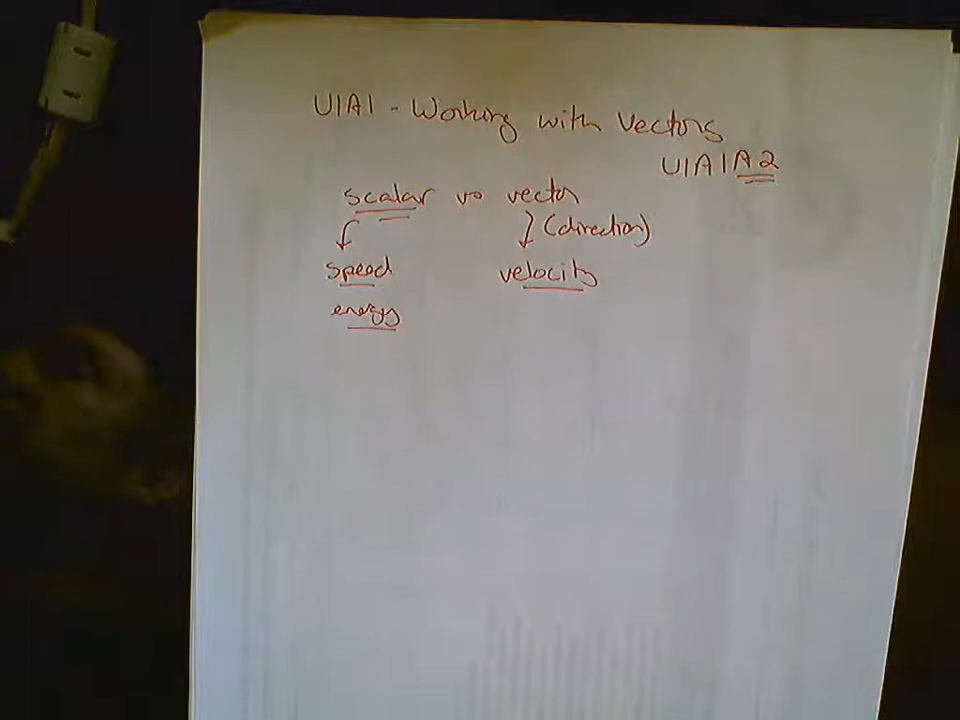 U1A1 - Working with Vectors
U1A1A2
scalar vs vector
(direction)
speed velocity
energy